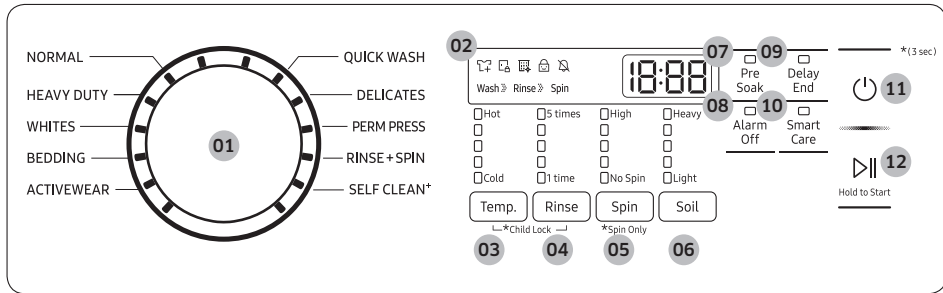 NORMAL
HEAVY DUTY
WHITES
BEDDING
ACTIVEWEAR
01
QUICK WASH
DELICATES
PERM PRESS
RINSE+SPIN
SELF CLEAN+
02
Wash》 Rinse》 Spin
18:88
Hot
Cold
5 times
1 time
High
No Spin
Heavy
Light
Temp.
Rinse
Spin
Soil
*Child Lock
*Spin Only
03
04
05
06
07
09
Pre
Soak
Delay
End
08
10
Alarm
Off
Smart
Care
*(3 sec)
11
12
Hold to Start